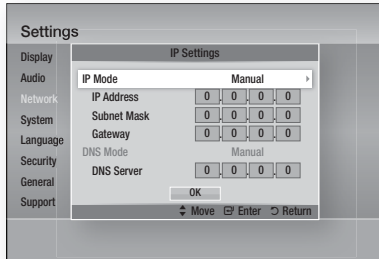 Settings
Display
Audio
Network
System
Language
Security
General
Support
IP Settings
IP Mode Manual
IP Address 0 . 0 . 0 . 0
Subnet Mask 0 . 0 . 0 . 0
Gateway 0 . 0 . 0 . 0
DNS Mode Manual
DNS Server 0 . 0 . 0 . 0
OK
Move Enter Return